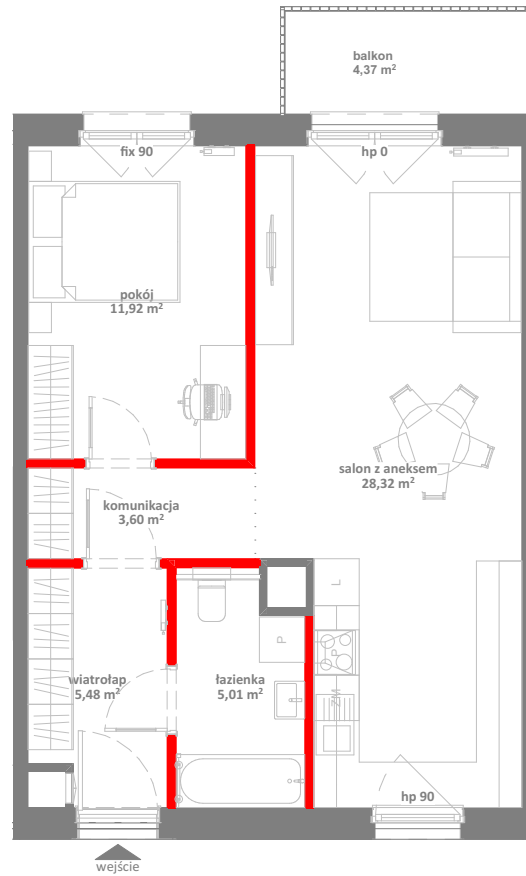 balkon
4,37 m²
fix 90
hp 0
pokój
11,92 m²
salon z aneksem
28,32 m²
komunikacja
3,60 m²
L
P
P
ZM
wiatrołap
5,48 m²
łazienka
5,01 m²
hp 90
wejście